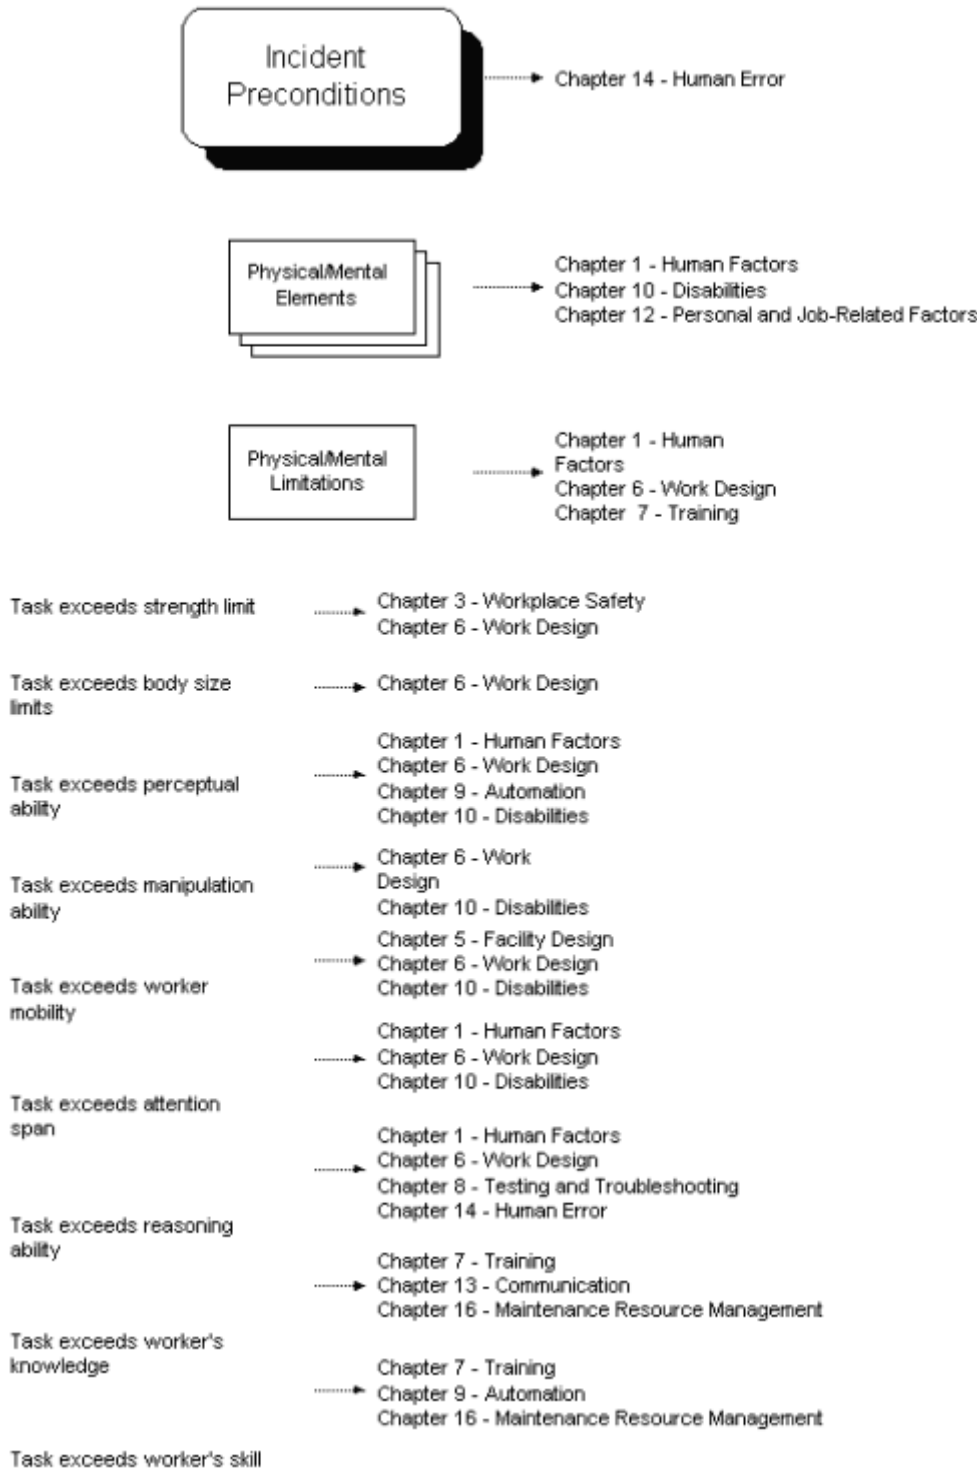 Incident
Preconditions
Chapter 14 - Human Error
Physical/Mental
Elements
Chapter 1 - Human Factors
Chapter 10 - Disabilities
Chapter 12 - Personal and Job-Related Factors
Physical/Mental
Limitations
Chapter 1 - Human
Factors
Chapter 6 - Work Design
Chapter 7 - Training
Task exceeds strength limit
Chapter 3 - Workplace Safety
Chapter 6 - Work Design
Task exceeds body size
limits
Chapter 6 - Work Design
Task exceeds perceptual
ability
Chapter 1 - Human Factors
Chapter 6 - Work Design
Chapter 9 - Automation
Chapter 10 - Disabilities
Task exceeds manipulation
ability
Chapter 6 - Work
Design
Chapter 10 - Disabilities
Task exceeds worker
mobility
Chapter 5 - Facility Design
Chapter 6 - Work Design
Chapter 10 - Disabilities
Task exceeds attention
span
Chapter 1 - Human Factors
Chapter 6 - Work Design
Chapter 10 - Disabilities
Task exceeds reasoning
ability
Chapter 1 - Human Factors
Chapter 6 - Work Design
Chapter 8 - Testing and Troubleshooting
Chapter 14 - Human Error
Task exceeds worker's
knowledge
Chapter 7 - Training
Chapter 13 - Communication
Chapter 16 - Maintenance Resource Management
Task exceeds worker's skill
Chapter 7 - Training
Chapter 9 - Automation
Chapter 16 - Maintenance Resource Management